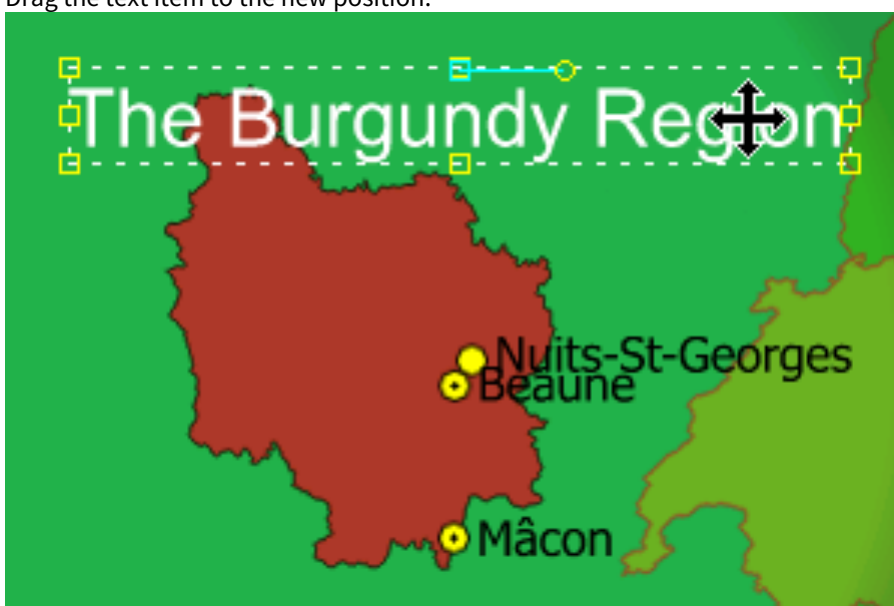 Drag the text item to the new position.
The Burgundy Region
Nuits-St-Georges
Beaune
Mâcon